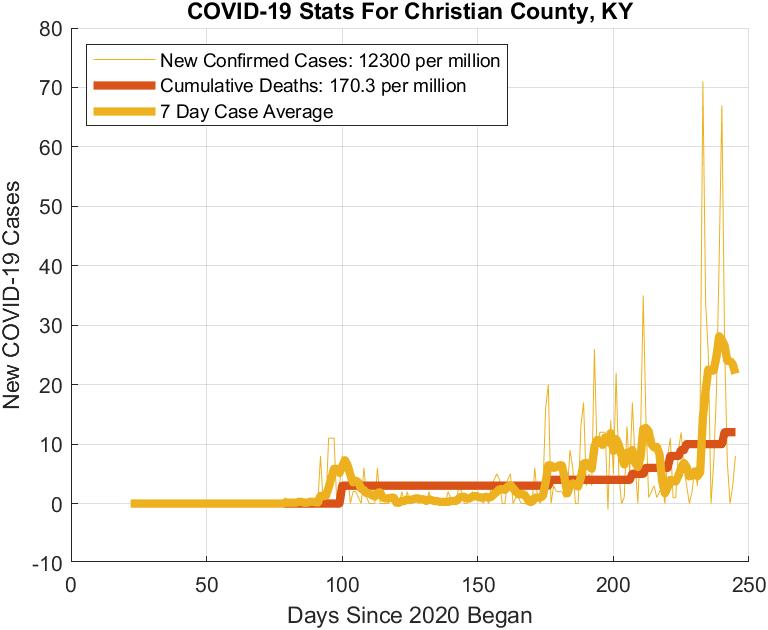 COVID-19 Stats For Christian County, KY
New Confirmed Cases: 12300 per million
Cumulative Deaths: 170.3 per million
7 Day Case Average
New COVID-19 Cases
80
70
60
50
40
30
20
10
0
-10
0 50 100 150 200 250
Days Since 2020 Began